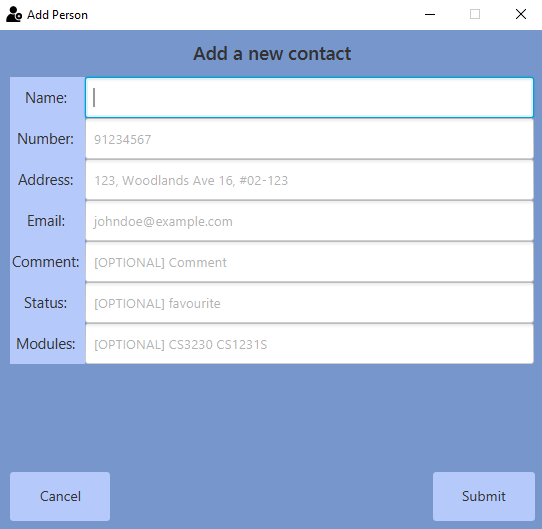 Add Person
Add a new contact
Name:
Number: 91234567
Address: 123, Woodlands Ave 16, #02-123
Email: johndoe@example.com
Comment: [OPTIONAL] Comment
Status: [OPTIONAL] favourite
Modules: [OPTIONAL] CS3230 CS1231S
Cancel Submit